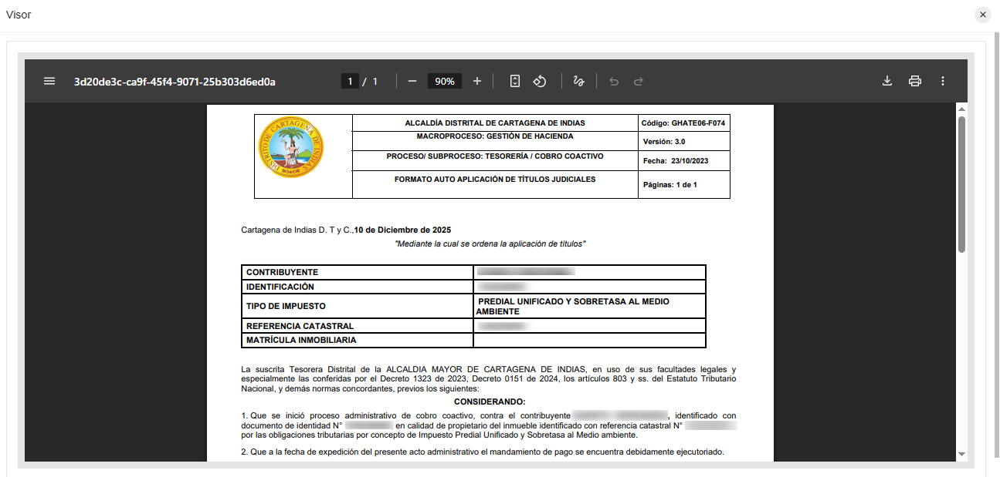 Visor
3d20de3c-ca9f-45f4-9071-25b303d6ed0a
1 / 1
90%
DISTRITO DE CARTAGENA DE INDIAS
ALCALDÍA DISTRITAL DE CARTAGENA DE INDIAS
Código: GHATE06-F074
MACROPROCESO: GESTIÓN DE HACIENDA
Versión: 3.0
PROCESO/ SUBPROCESO: TESORERÍA / COBRO COACTIVO
Fecha: 23/10/2023
FORMATO AUTO APLICACIÓN DE TÍTULOS JUDICIALES
Páginas: 1 de 1
Cartagena de Indias D. T y C.,10 de Diciembre de 2025
"Mediante la cual se ordena la aplicación de títulos"
CONTRIBUYENTE
IDENTIFICACIÓN
TIPO DE IMPUESTO
PREDIAL UNIFICADO Y SOBRETASA AL MEDIO
AMBIENTE
REFERENCIA CATASTRAL
MATRÍCULA INMOBILIARIA
La suscrita Tesorera Distrital de la ALCALDIA MAYOR DE CARTAGENA DE INDIAS, en uso de sus facultades legales y
especialmente las conferidas por el Decreto 1323 de 2023, Decreto 0151 de 2024, los artículos 803 y ss. del Estatuto Tributario
Nacional, y demás normas concordantes, previos los siguientes:
CONSIDERANDO:
1. Que se inició proceso administrativo de cobro coactivo, contra el contribuyente , identificado con
documento de identidad N° en calidad de propietario del inmueble identificado con referencia catastral N°
por las obligaciones tributarias por concepto de Impuesto Predial Unificado y Sobretasa al Medio ambiente.
2. Que a la fecha de expedición del presente acto administrativo el mandamiento de pago se encuentra debidamente ejecutoriado.